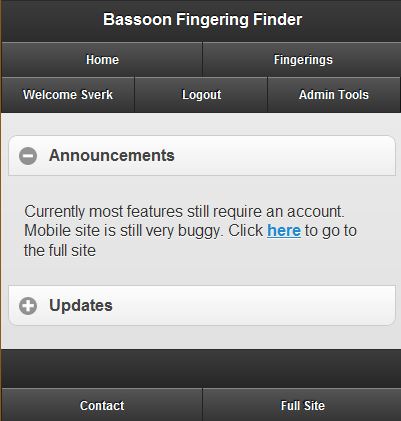 Bassoon Fingering Finder
Home Fingerings
Welcome Sverk Logout Admin Tools
Announcements
Currently most features still require an account.
Mobile site is still very buggy. Click here to go to
the full site
Updates
Contact Full Site